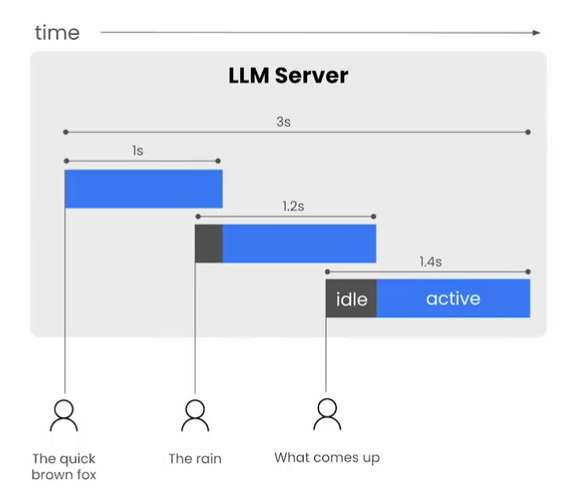 time
LLM Server
3s
1s
1.2s
1.4s
idle
active
The quick
brown fox
The rain
What comes up